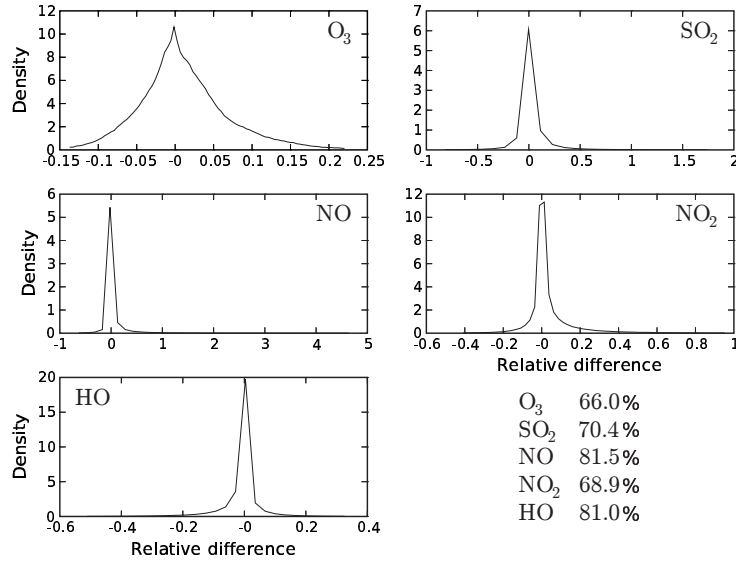 O3
Density
12
10
8
6
4
2
0
-0.15 -0.1 -0.05 -0 0.05 0.1 0.15 0.2 0.25
SO2
7
6
5
4
3
2
1
0
-1 -0.5 0 0.5 1 1.5 2
NO
Density
6
5
4
3
2
1
0
-1 0 1 2 3 4 5
NO2
12
10
8
6
4
2
0
-0.6 -0.4 -0.2 -0 0.2 0.4 0.6 0.8 1
Relative difference
HO
Density
20
15
10
5
0
-0.6 -0.4 -0.2 -0 0.2 0.4
Relative difference
O3 66.0%
SO2 70.4%
NO 81.5%
NO2 68.9%
HO 81.0%